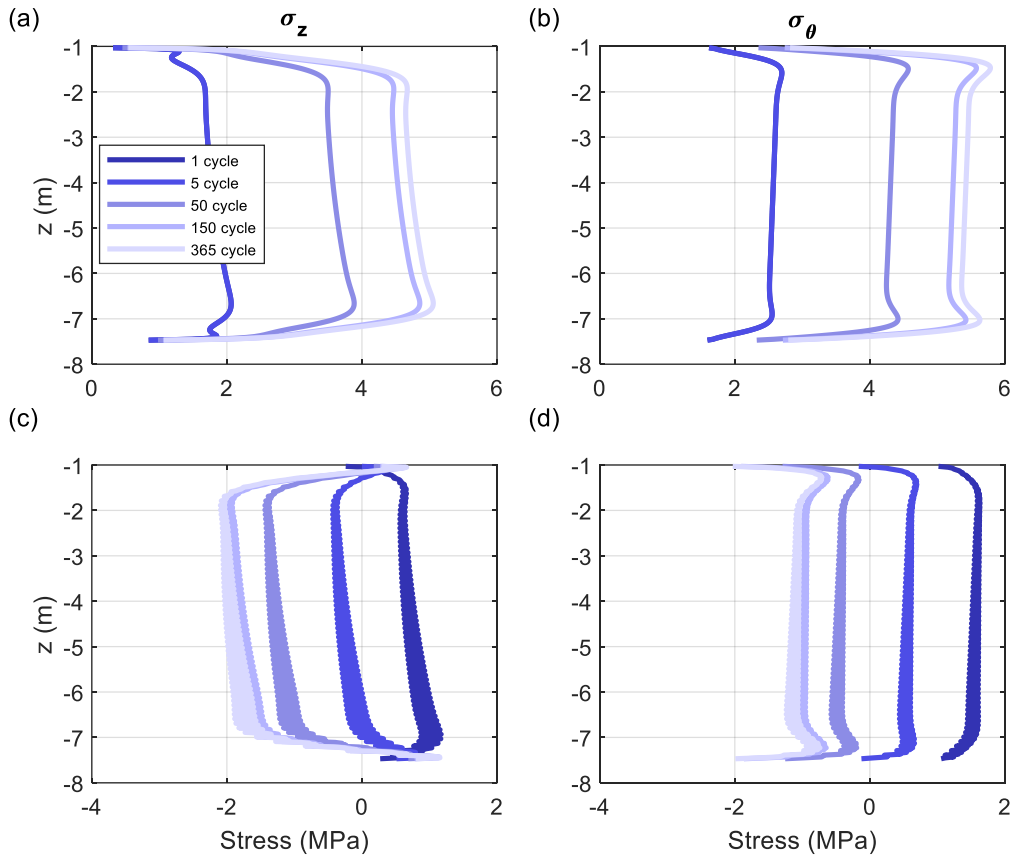 (a) σz (b) σθ
-1 -1
-2 -2
-3 -3
1 cycle
-4 5 cycle -4
z (m) 50 cycle
-5 150 cycle -5
365 cycle
-6 -6
-7 -7
-8 -8
0 2 4 6 0 2 4 6
(c) (d)
-1 -1
-2 -2
-3 -3
-4 -4
z (m)
-5 -5
-6 -6
-7 -7
-8 -8
-4 -2 0 2 -4 -2 0 2
Stress (MPa) Stress (MPa)